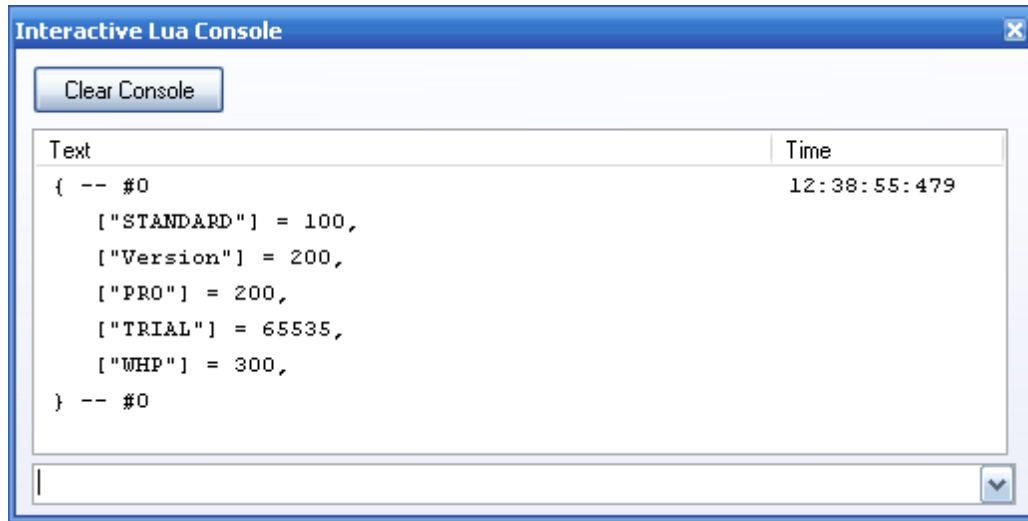 Interactive Lua Console
Clear Console
Text Time
{ -- #0 12:38:55:479
["STANDARD"] = 100,
["Version"] = 200,
["PRO"] = 200,
["TRIAL"] = 65535,
["WHP"] = 300,
} -- #0